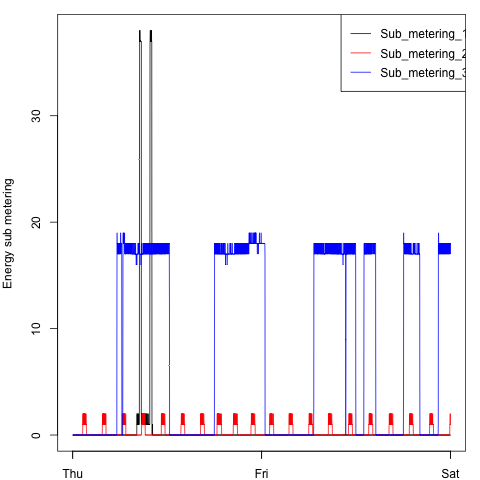 Sub_metering_1
Sub_metering_2
Sub_metering_3
Energy sub metering
30
20
10
0
Thu
Fri
Sat